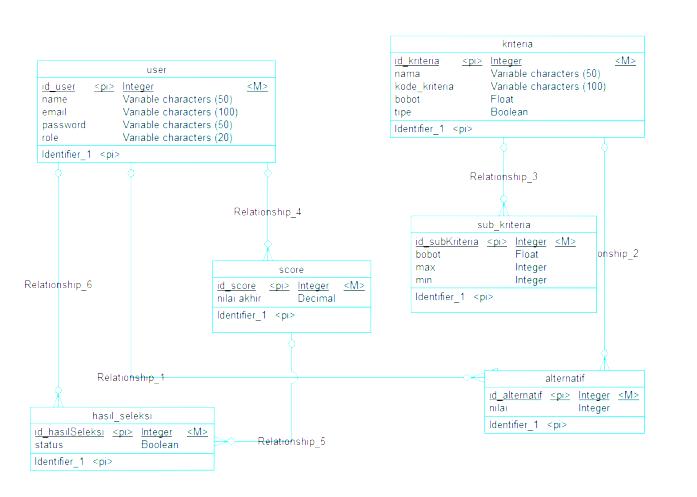 kriteria
id_kriteria <pi> Integer <M>
nama Variable characters (50)
kode_kriteria Variable characters (100)
bobot Float
tipe Boolean
Identifier_1 <pi>
user
id_user <pi> Integer <M>
name Variable characters (50)
email Variable characters (100)
password Variable characters (50)
role Variable characters (20)
Identifier_1 <pi>
Relationship_3
Relationship_4
sub_kriteria
id_subKriteria <pi> Integer <M>
bobot Float
max Integer
min Integer
Identifier_1 <pi>
onship_2
score
id_score <pi> Integer <M>
nilai akhir Decimal
Identifier_1 <pi>
Relationship_6
Relationship_1
alternatif
id_alternatif <pi> Integer <M>
nilai Integer
Identifier_1 <pi>
hasil_seleksi
id_hasilSeleksi <pi> Integer <M>
status Boolean
Identifier_1 <pi>
Relationship_5